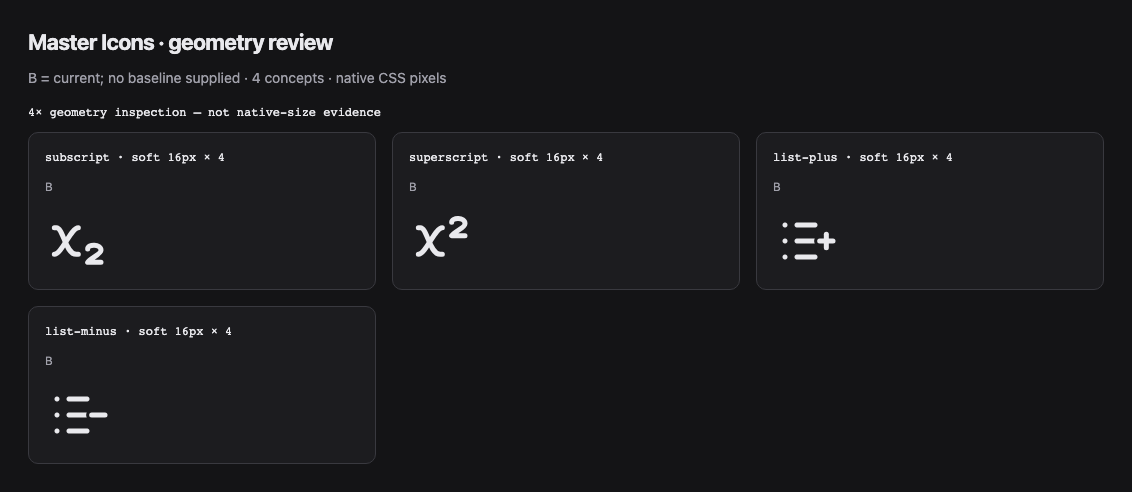 Master Icons · geometry review
B = current; no baseline supplied · 4 concepts · native CSS pixels
4× geometry inspection — not native-size evidence
subscript · soft 16px × 4
B
x₂
superscript · soft 16px × 4
B
x²
list-plus · soft 16px × 4
B
list-minus · soft 16px × 4
B